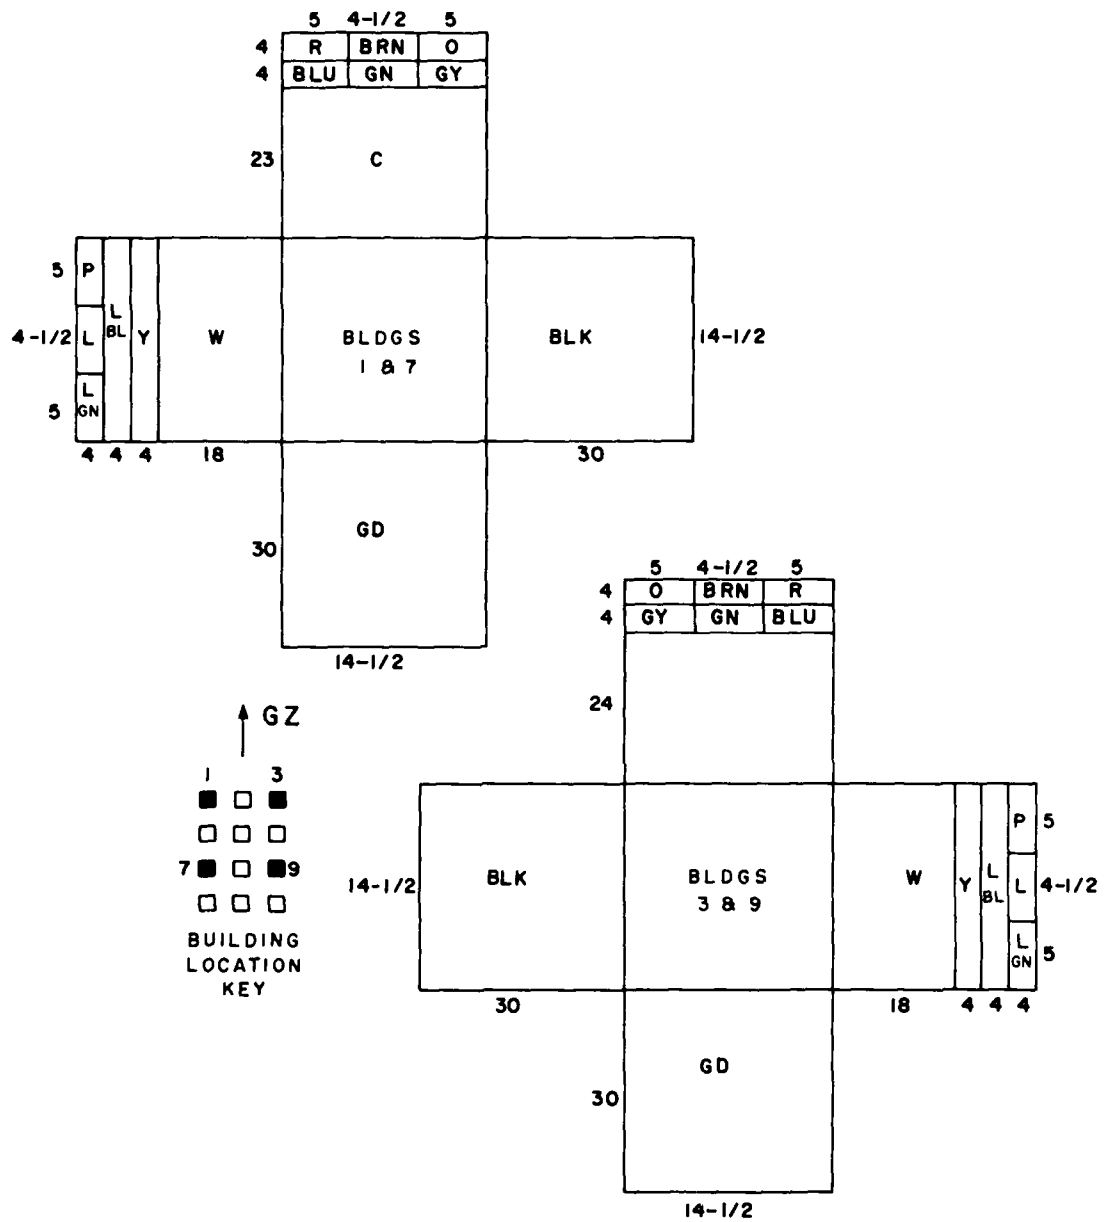 5 4-1/2 5
4 R BRN O
4 BLU GN GY
23 C
5 P
L BL
4-1/2 L Y W
BLDGS
1 & 7
BLK 14-1/2
5 L GN
4 4 4 18 30
GD
30
14-1/2
5 4-1/2 5
4 O BRN R
4 GY GN BLU
24
GZ
1 3
7 9
BUILDING
LOCATION
KEY
P 5
14-1/2 BLK
BLDGS
3 & 9
W Y L BL L 4-1/2
L GN 5
30 18 4 4 4
GD
30
14-1/2